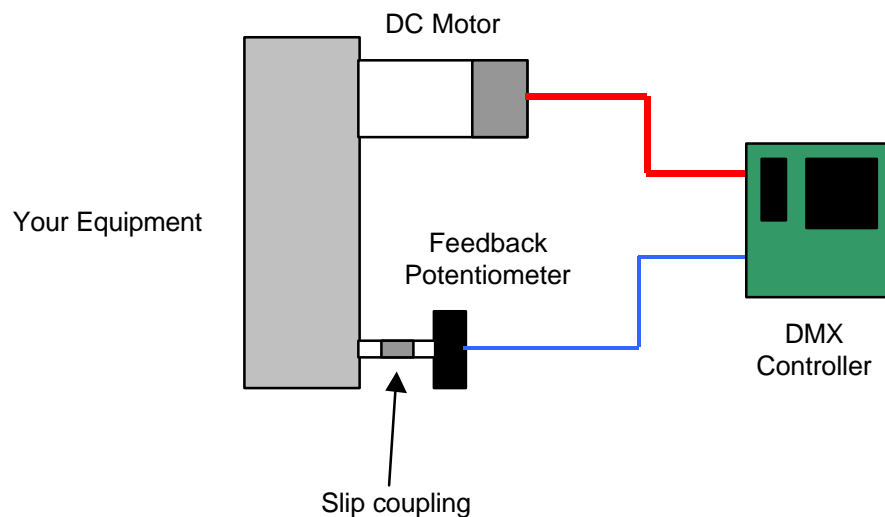 DC Motor
Your Equipment
Feedback
Potentiometer
DMX
Controller
Slip coupling